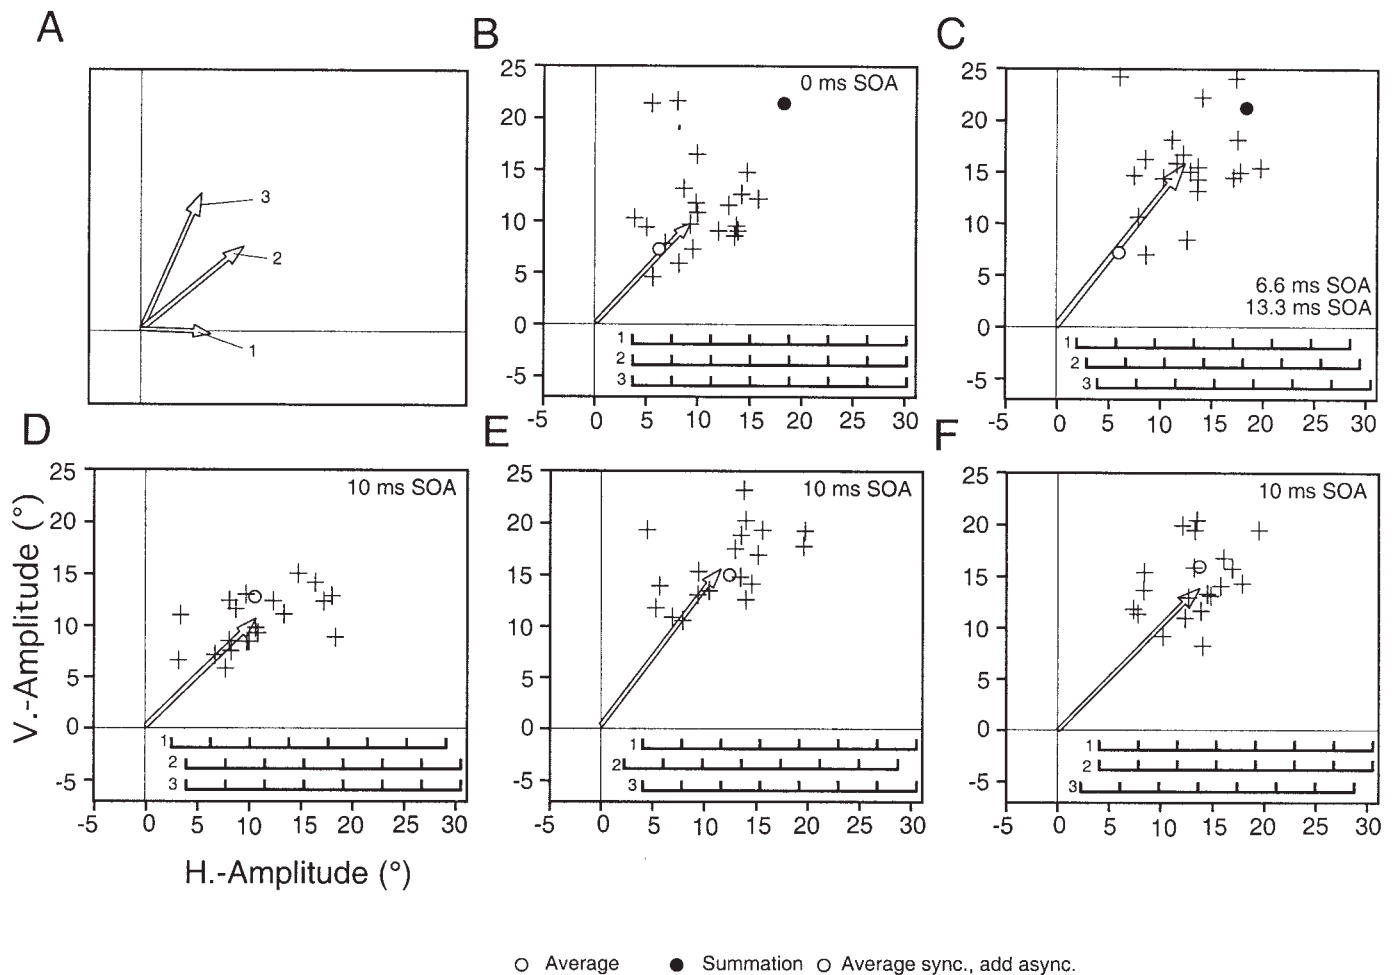 A
3
2
1
B
25
20
15
10
5
0
-5
0 ms SOA
1
2
3
-5 0 5 10 15 20 25 30
C
25
20
15
10
5
0
-5
6.6 ms SOA
13.3 ms SOA
1
2
3
-5 0 5 10 15 20 25 30
D
V.-Amplitude (°)
25
20
15
10
5
0
-5
10 ms SOA
1
2
3
-5 0 5 10 15 20 25 30
H.-Amplitude (°)
E
25
20
15
10
5
0
-5
10 ms SOA
1
2
3
-5 0 5 10 15 20 25 30
F
25
20
15
10
5
0
-5
10 ms SOA
1
2
3
-5 0 5 10 15 20 25 30
Average Summation Average sync., add async.